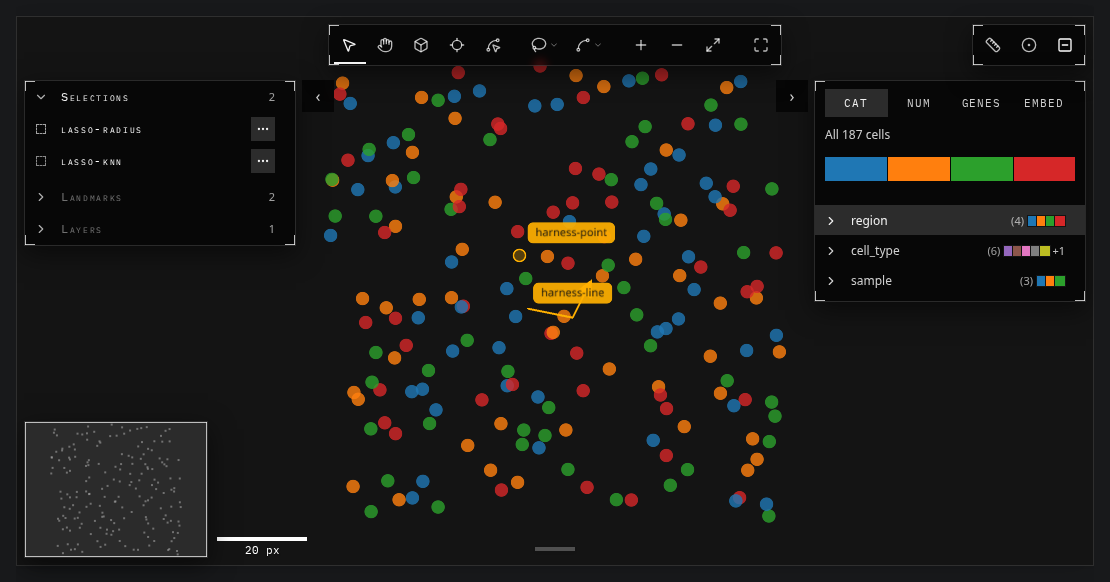 Selections 2
lasso-radius
lasso-knn
Landmarks 2
Layers 1
CAT NUM GENES EMBED
All 187 cells
region (4)
cell_type (6) +1
sample (3)
harness-point
harness-line
20 px